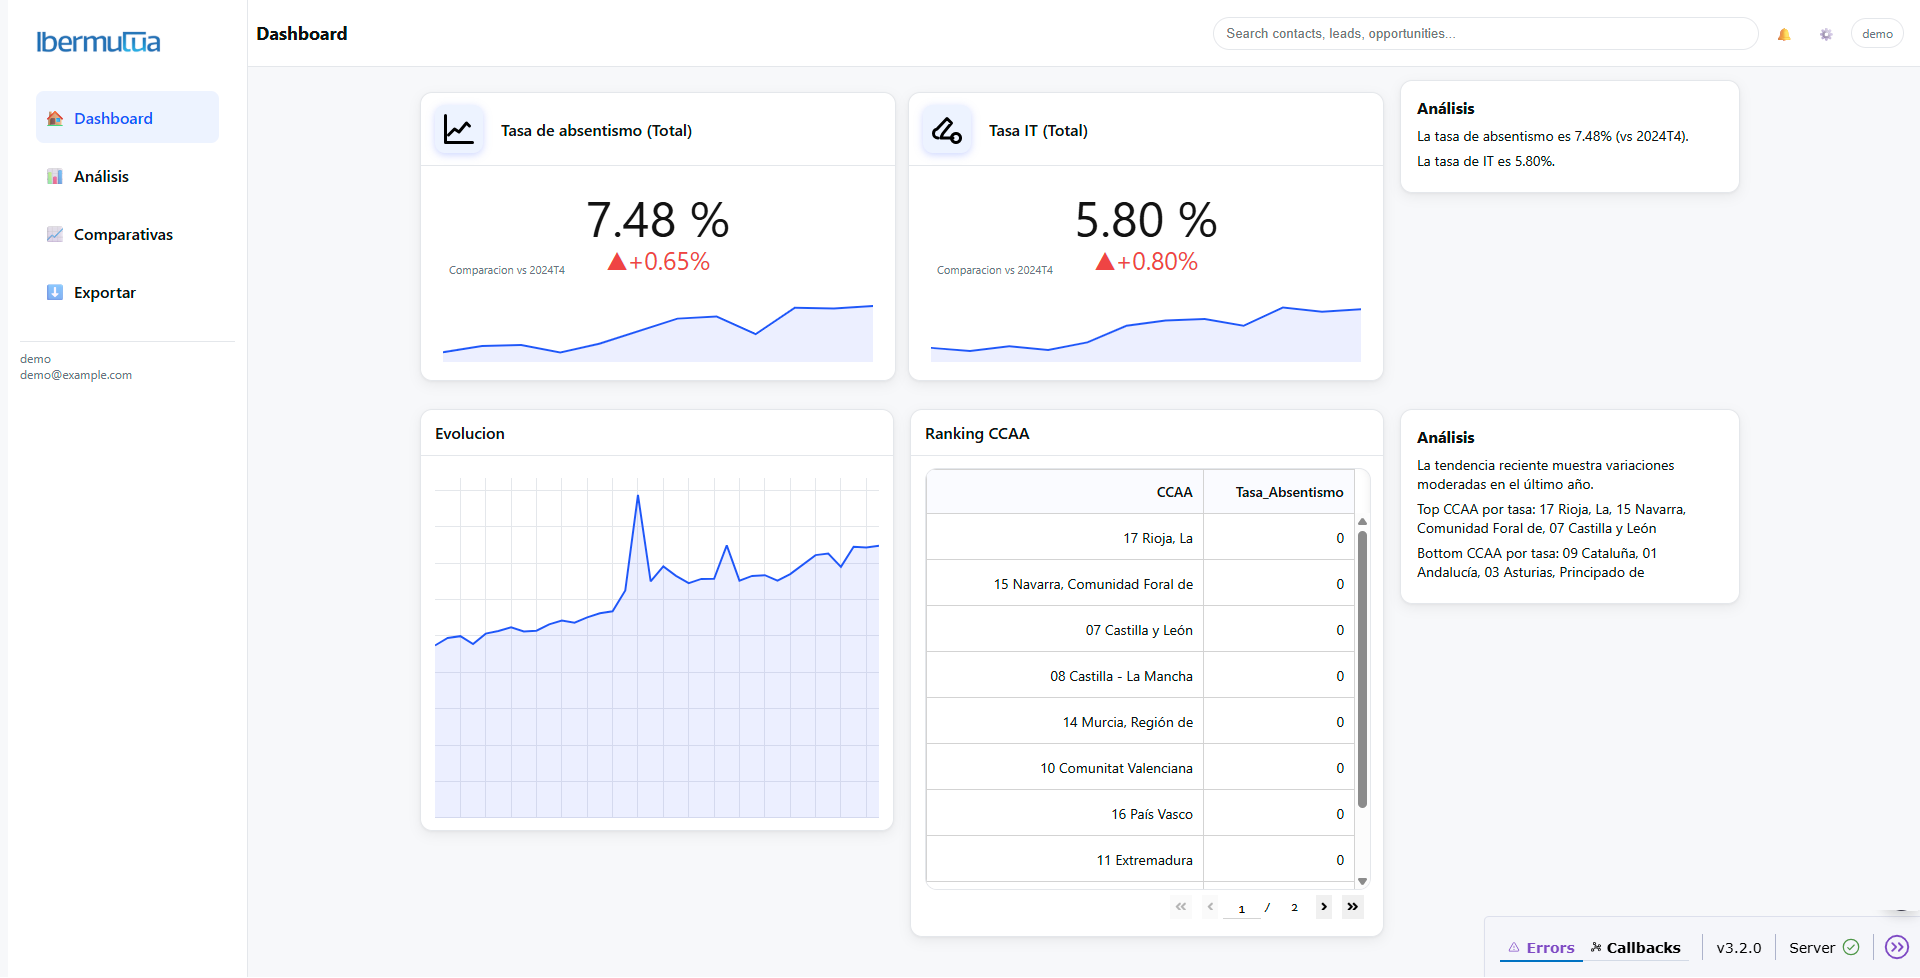 Ibermutua
Dashboard
Search contacts, leads, opportunities...
demo
Dashboard
Análisis
Comparativas
Exportar
demo
demo@example.com
Tasa de absentismo (Total)
7.48 %
Comparacion vs 2024T4
▲+0.65%
Tasa IT (Total)
5.80 %
Comparacion vs 2024T4
▲+0.80%
Análisis
La tasa de absentismo es 7.48% (vs 2024T4).
La tasa de IT es 5.80%.
Evolucion
Ranking CCAA
CCAA Tasa_Absentismo
17 Rioja, La 0
15 Navarra, Comunidad Foral de 0
07 Castilla y León 0
08 Castilla - La Mancha 0
14 Murcia, Región de 0
10 Comunitat Valenciana 0
16 País Vasco 0
11 Extremadura 0
1 / 2
Análisis
La tendencia reciente muestra variaciones
moderadas en el último año.
Top CCAA por tasa: 17 Rioja, La, 15 Navarra,
Comunidad Foral de, 07 Castilla y León
Bottom CCAA por tasa: 09 Cataluña, 01
Andalucía, 03 Asturias, Principado de
Errors Callbacks v3.2.0 Server